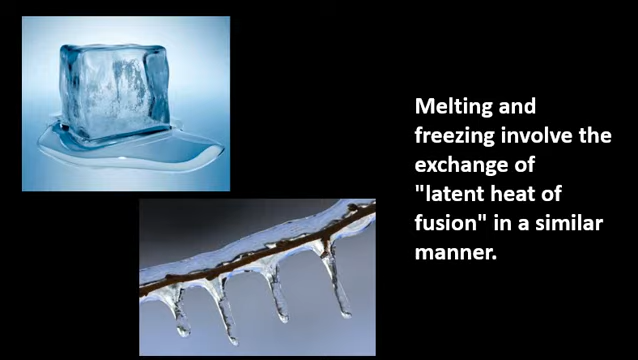 Melting and
freezing involve the
exchange of
"latent heat of
fusion" in a similar
manner.